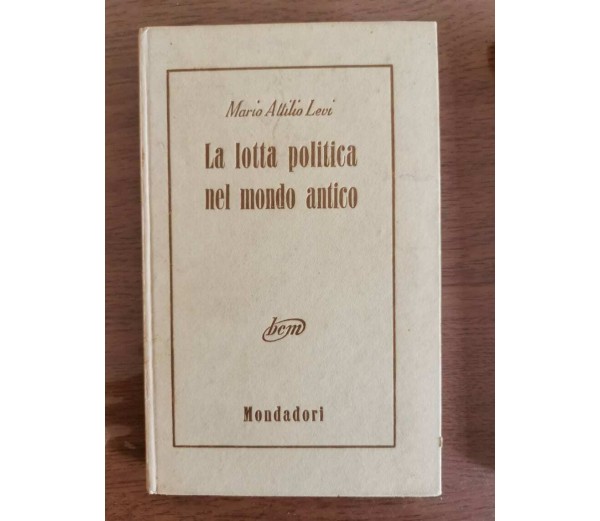 Mario Attilio Levi
La lotta politica
nel mondo antico
bcm
Mondadori